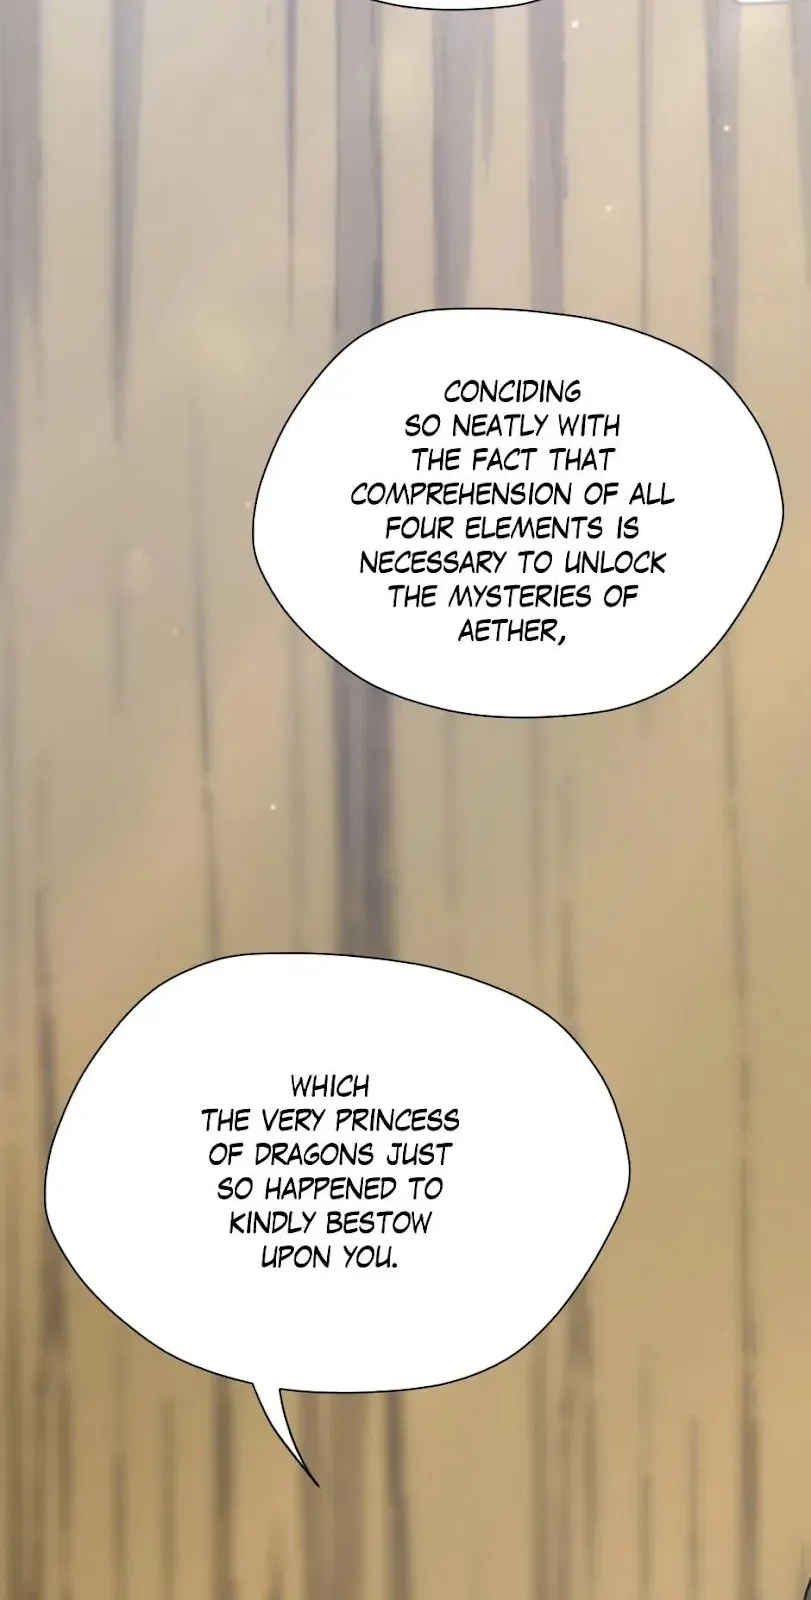 CONCIDING
SO NEATLY WITH
THE FACT THAT
COMPREHENSION OF ALL
FOUR ELEMENTS IS
NECESSARY TO UNLOCK
THE MYSTERIES OF
AETHER,
WHICH
THE VERY PRINCESS
OF DRAGONS JUST
SO HAPPENED TO
KINDLY BESTOW
UPON YOU.